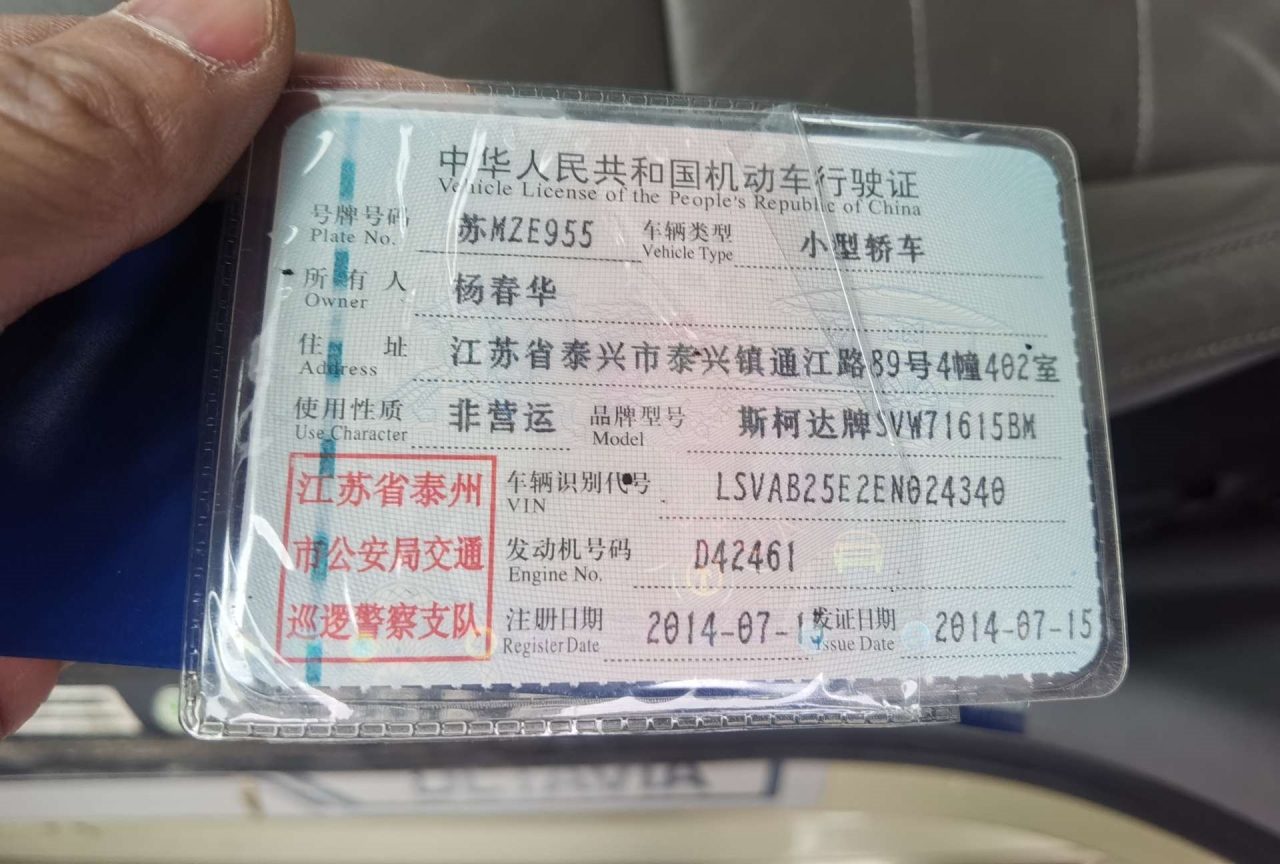 中华人民共和国机动车行驶证
Vehicle License of the People's Republic of China
号牌号码 苏MZE955 车辆类型 小型轿车
Plate No. Vehicle Type
所有人 杨春华
Owner
住址 江苏省泰兴市泰兴镇通江路89号4幢402室
Address
使用性质 非营运 品牌型号 斯柯达牌SVW71615BM
Use Character Model
江苏省泰州
市公安局交通
巡逻警察支队
车辆识别代号 LSVAB25E2EN024340
VIN
发动机号码 D42461
Engine No.
注册日期 2014-07-15 发证日期 2014-07-15
Register Date Issue Date
OCTAVIA